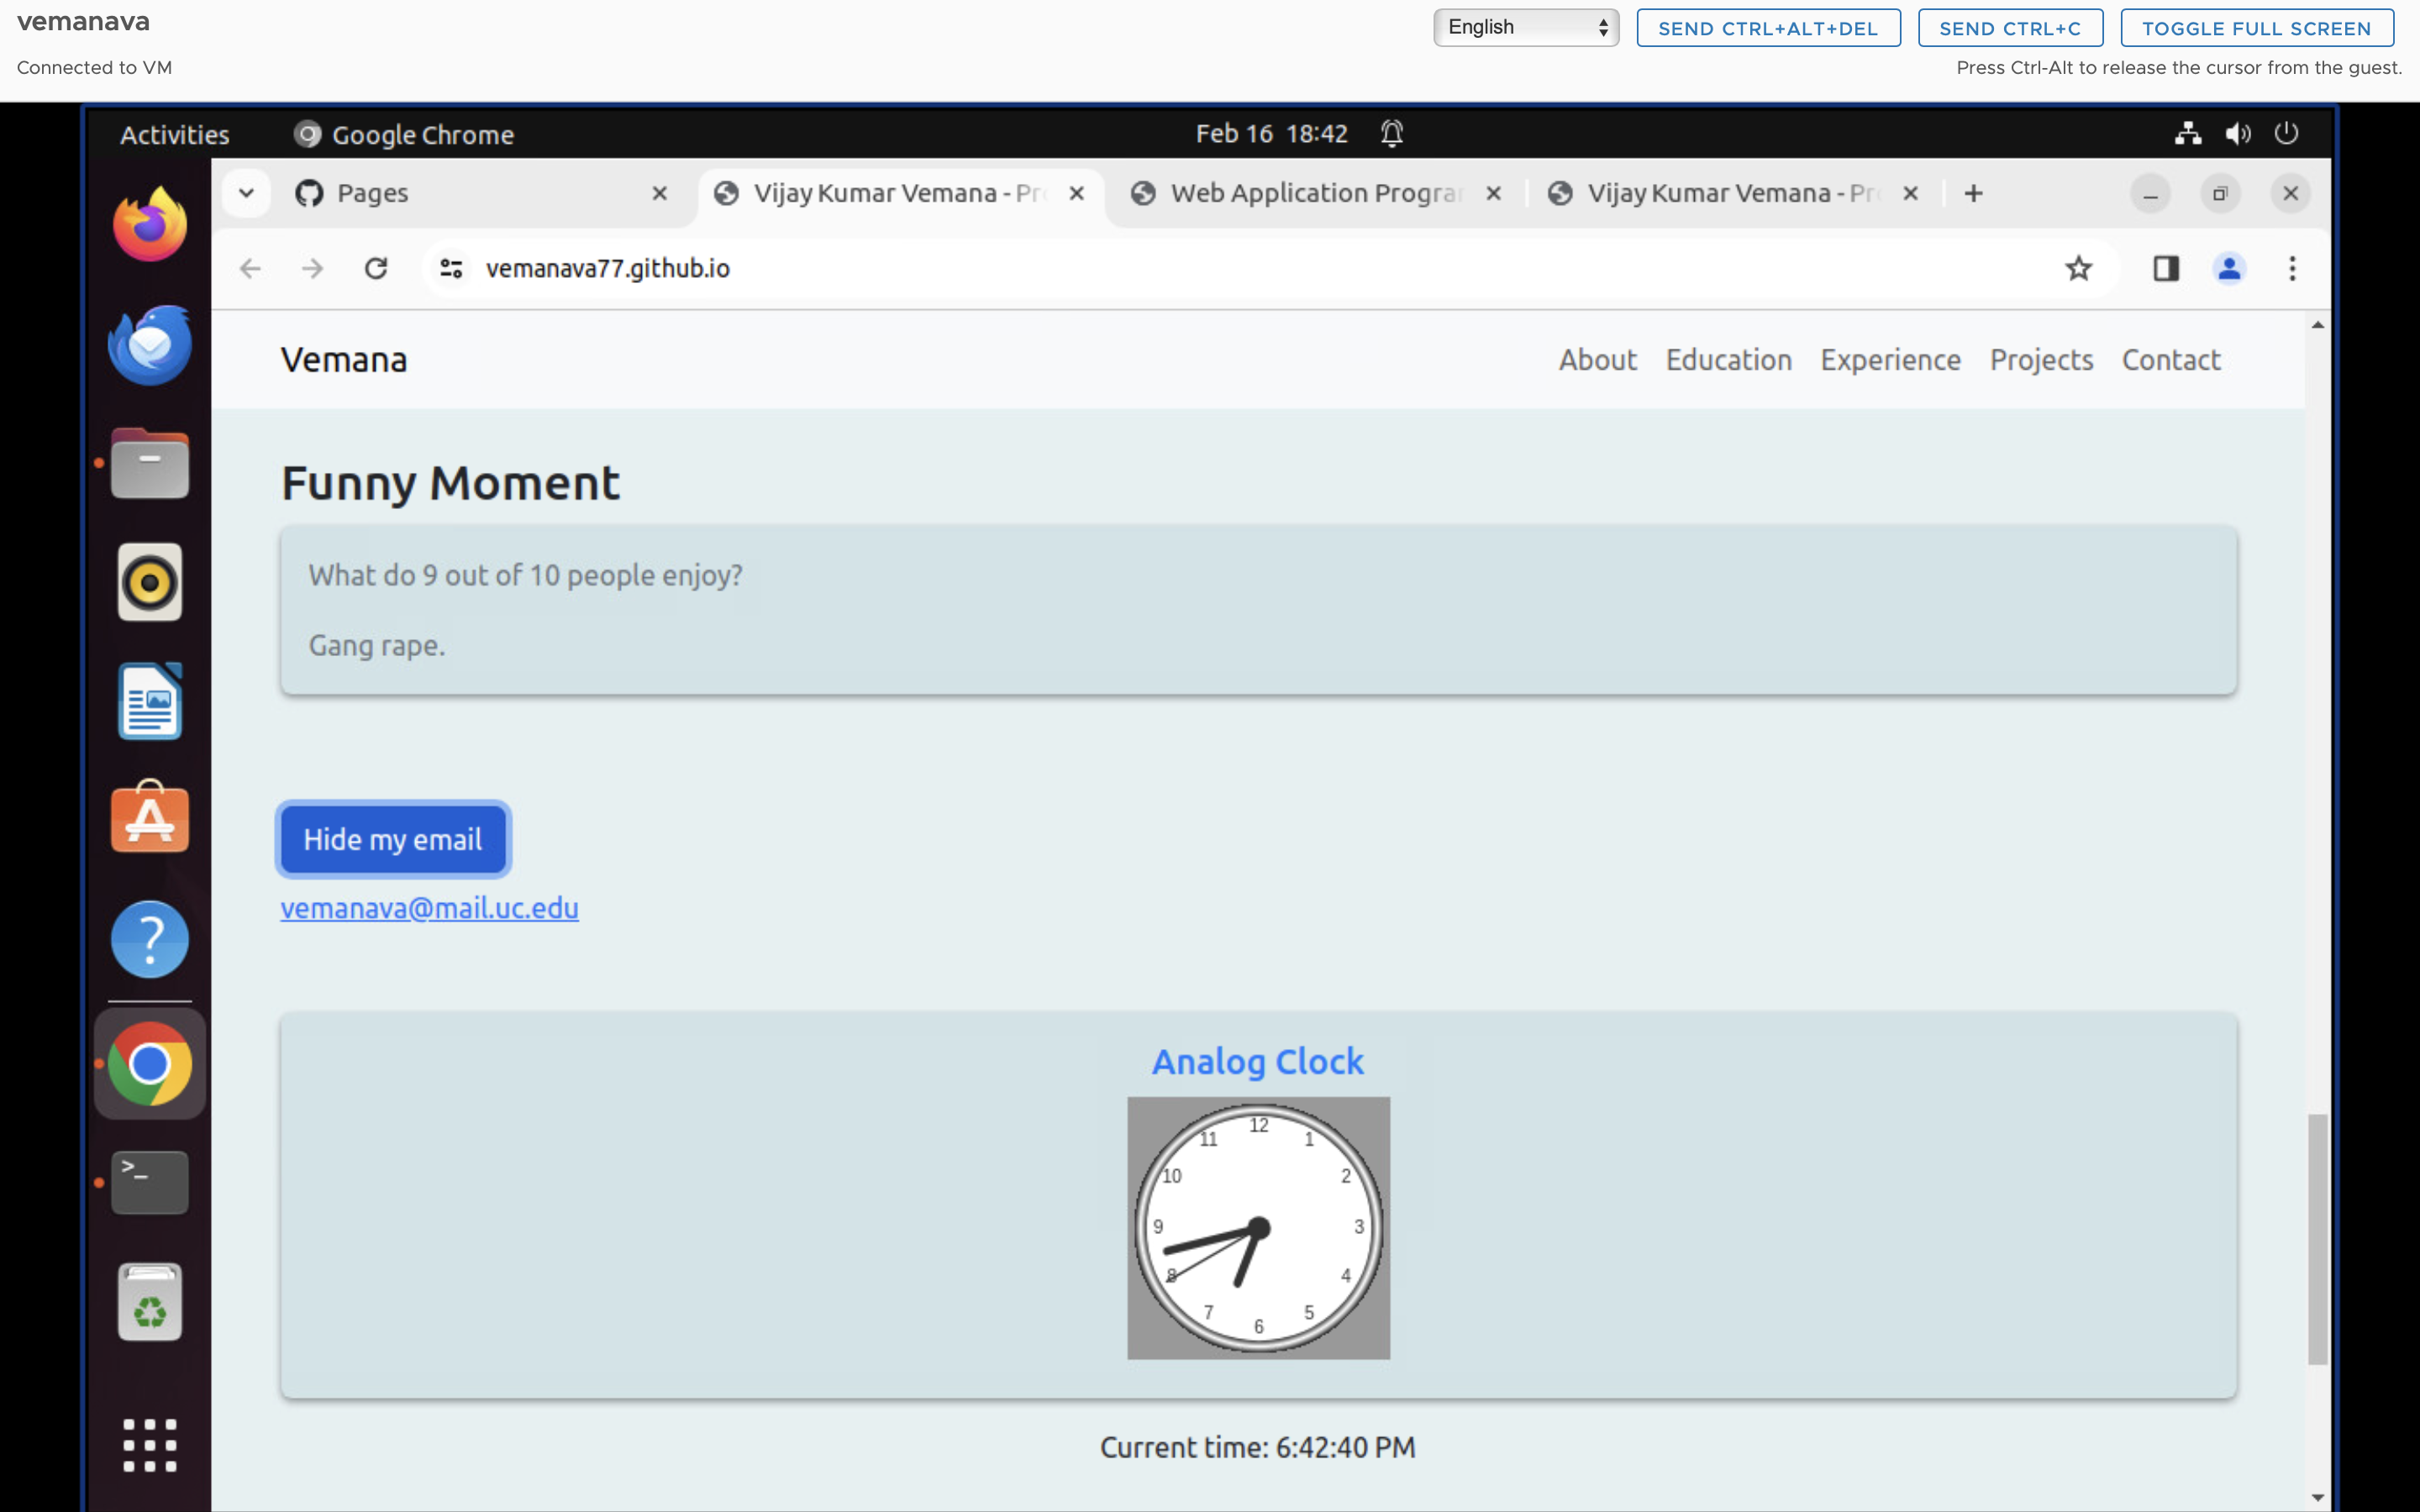 vemanava
English
SEND CTRL+ALT+DEL
SEND CTRL+C
TOGGLE FULL SCREEN
Connected to VM
Press Ctrl-Alt to release the cursor from the guest.
Activities
Google Chrome
Feb 16 18:42
Pages
Vijay Kumar Vemana - Pr
Web Application Progra
Vijay Kumar Vemana - Pr
vemanava77.github.io
Vemana
About
Education
Experience
Projects
Contact
Funny Moment
What do 9 out of 10 people enjoy?
Gang rape.
Hide my email
vemanava@mail.uc.edu
Analog Clock
12
11
1
10
2
9
3
8
4
7
5
6
Current time: 6:42:40 PM